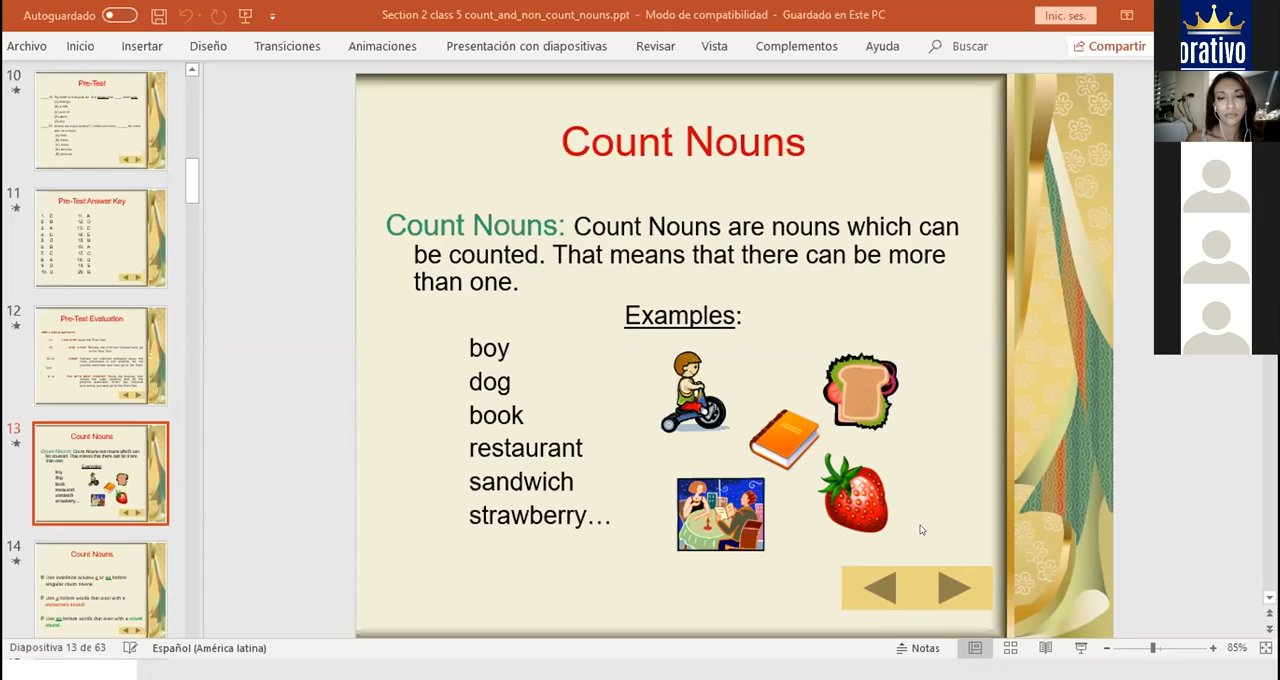 Autoguardado
Section 2 class 5 count_and_non_count_nouns.ppt - Modo de compatibilidad - Guardado en Este PC
Inic. ses.
Archivo Inicio Insertar Diseño Transiciones Animaciones Presentación con diapositivas Revisar Vista Complementos Ayuda Buscar
Compartir
orativo
10
Pre-Test
11
Pre-Test Answer Key
12
Pre-Test Evaluation
13
Count Nouns
14
Count Nouns
Count Nouns
Count Nouns: Count Nouns are nouns which can
be counted. That means that there can be more
than one.
Examples:
boy
dog
book
restaurant
sandwich
strawberry...
Diapositiva 13 de 63
Español (América latina)
Notas
85%